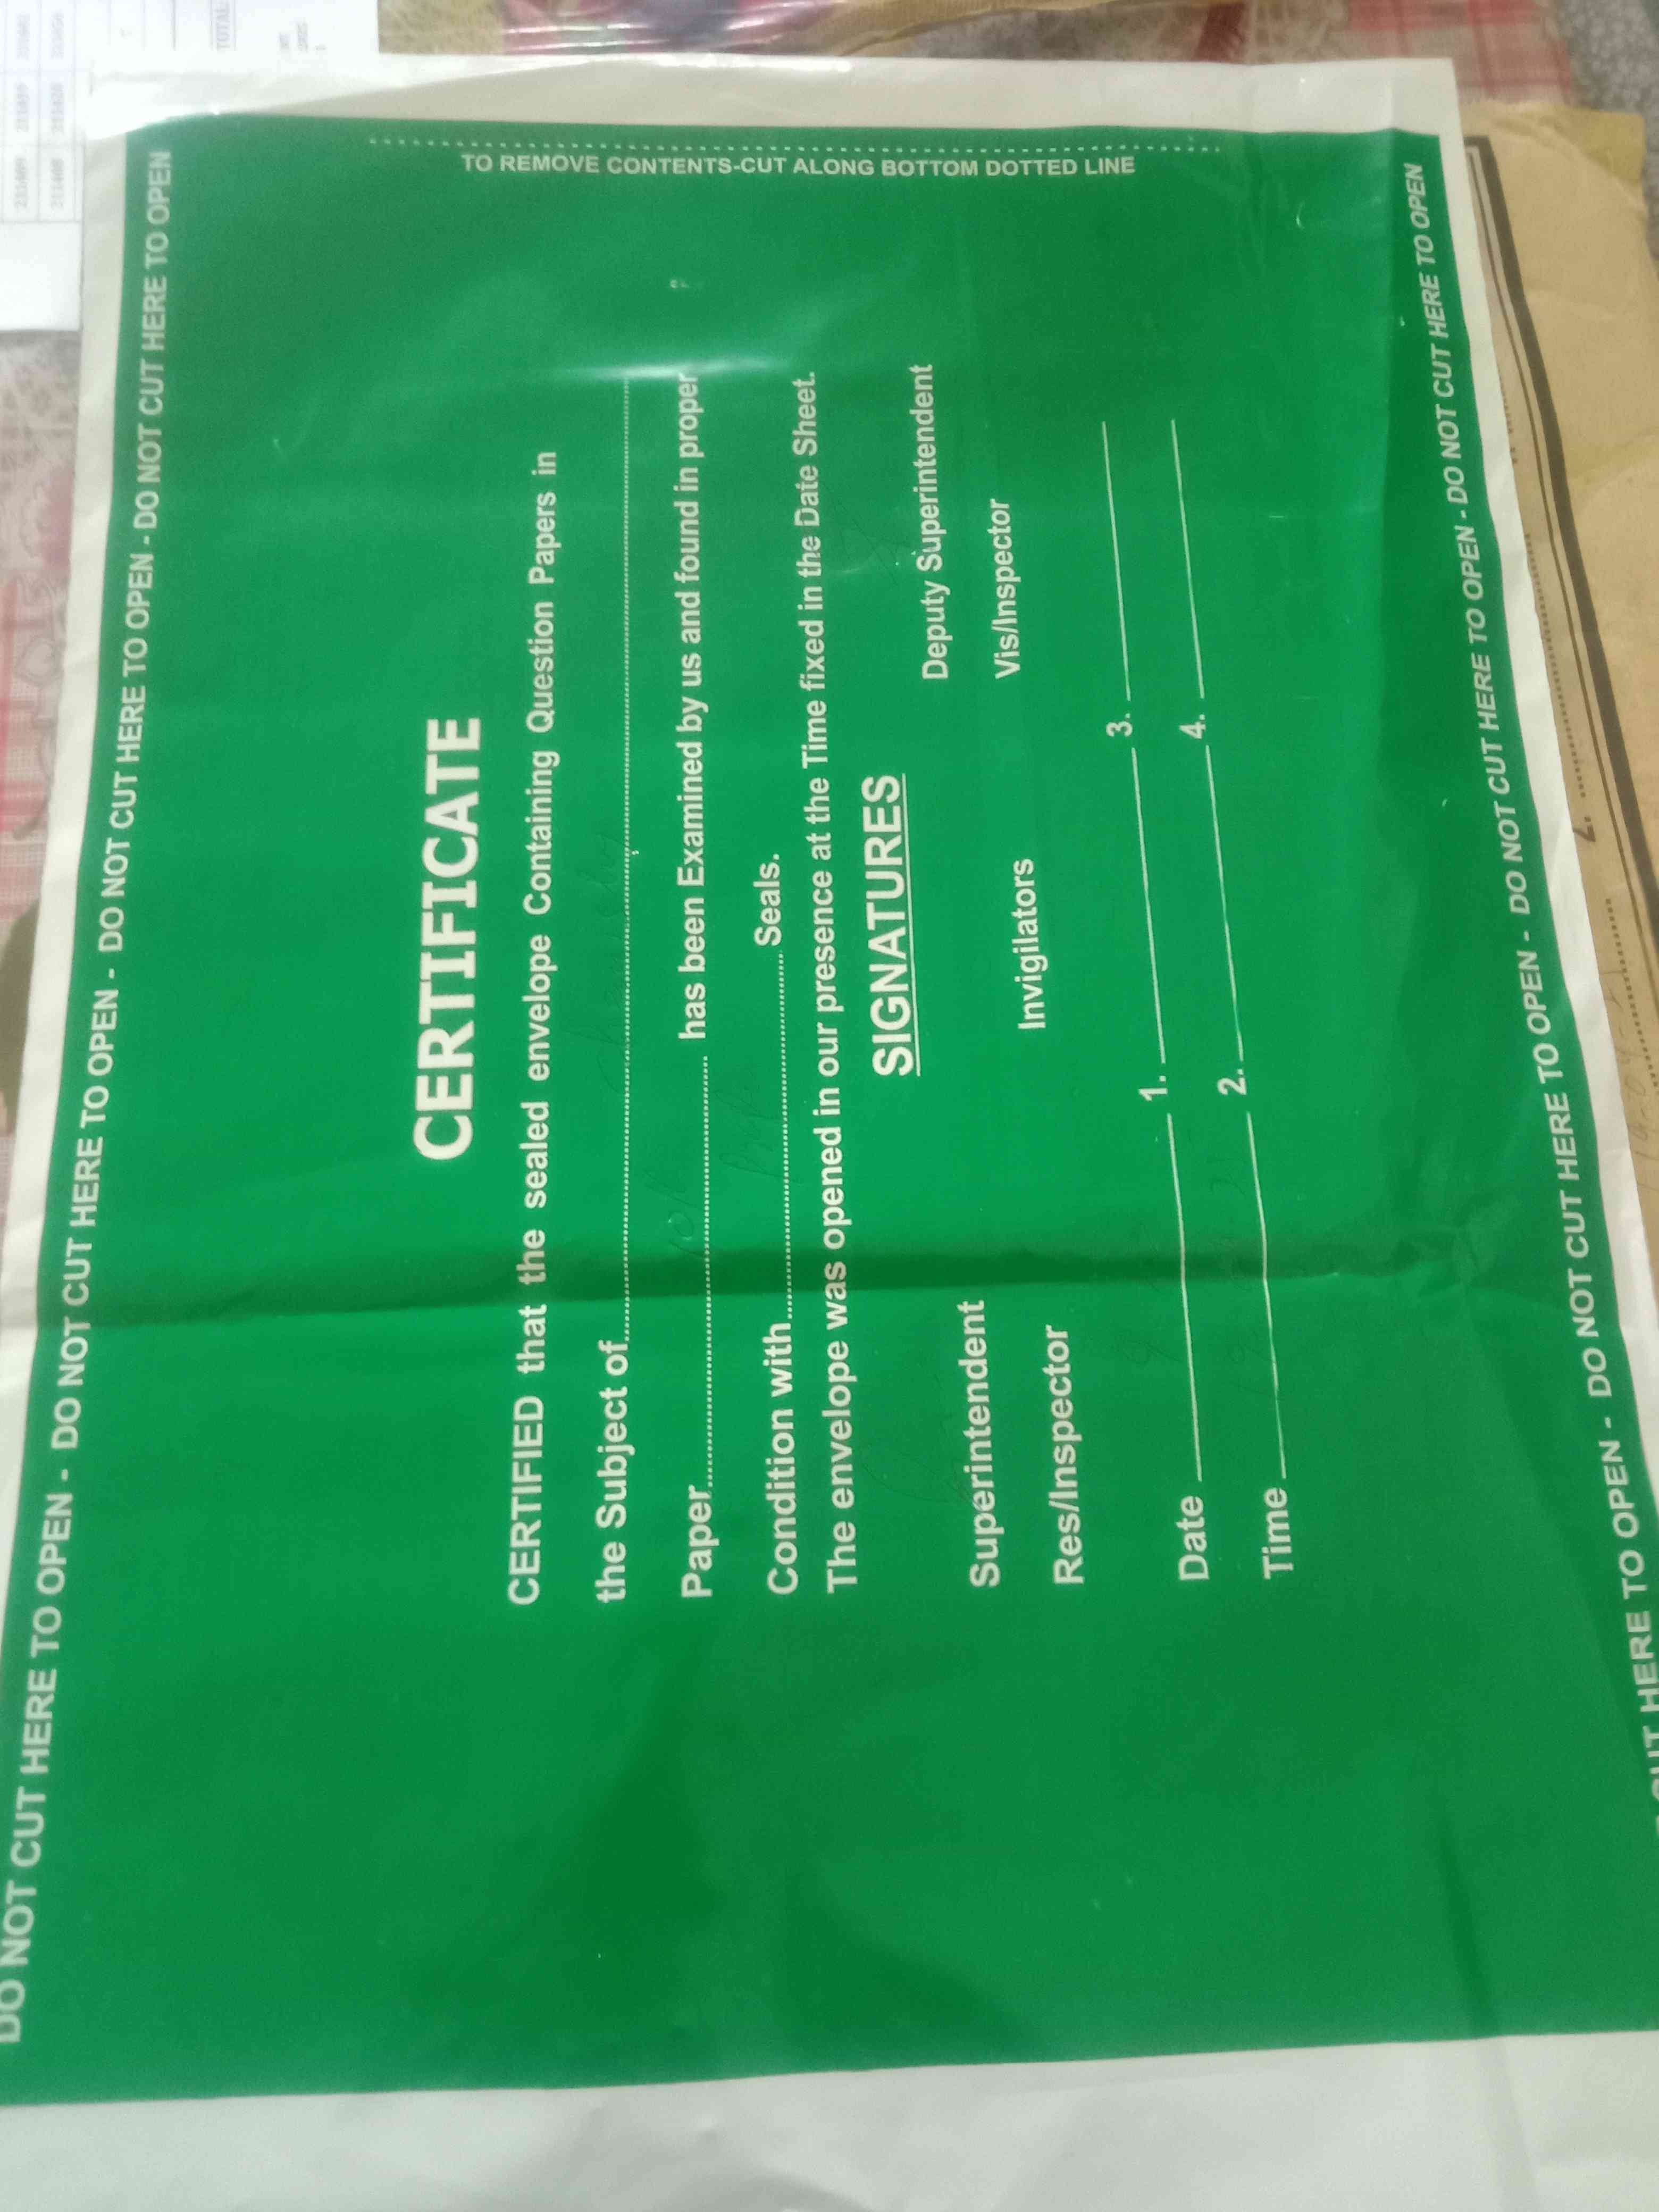 DO NOT CUT HERE TO OPEN - DO NOT CUT HERE TO OPEN - DO NOT CUT HERE TO OPEN - DO NOT CUT HERE TO OPEN - DO NOT CUT HERE TO OPEN
CERTIFICATE
CERTIFIED that the sealed envelope Containing Question Papers in
the Subject of
Paper has been Examined by us and found in proper
Condition with Seals.
The envelope was opened in our presence at the Time fixed in the Date Sheet.
SIGNATURES
Superintendent Deputy Superintendent
Res/Inspector Vis/Inspector
Invigilators
Date 1. 3.
Time 2. 4.
DO NOT CUT HERE TO OPEN - DO NOT CUT HERE TO OPEN - DO NOT CUT HERE TO OPEN - DO NOT CUT HERE TO OPEN
TO REMOVE CONTENTS-CUT ALONG BOTTOM DOTTED LINE
TOTAL